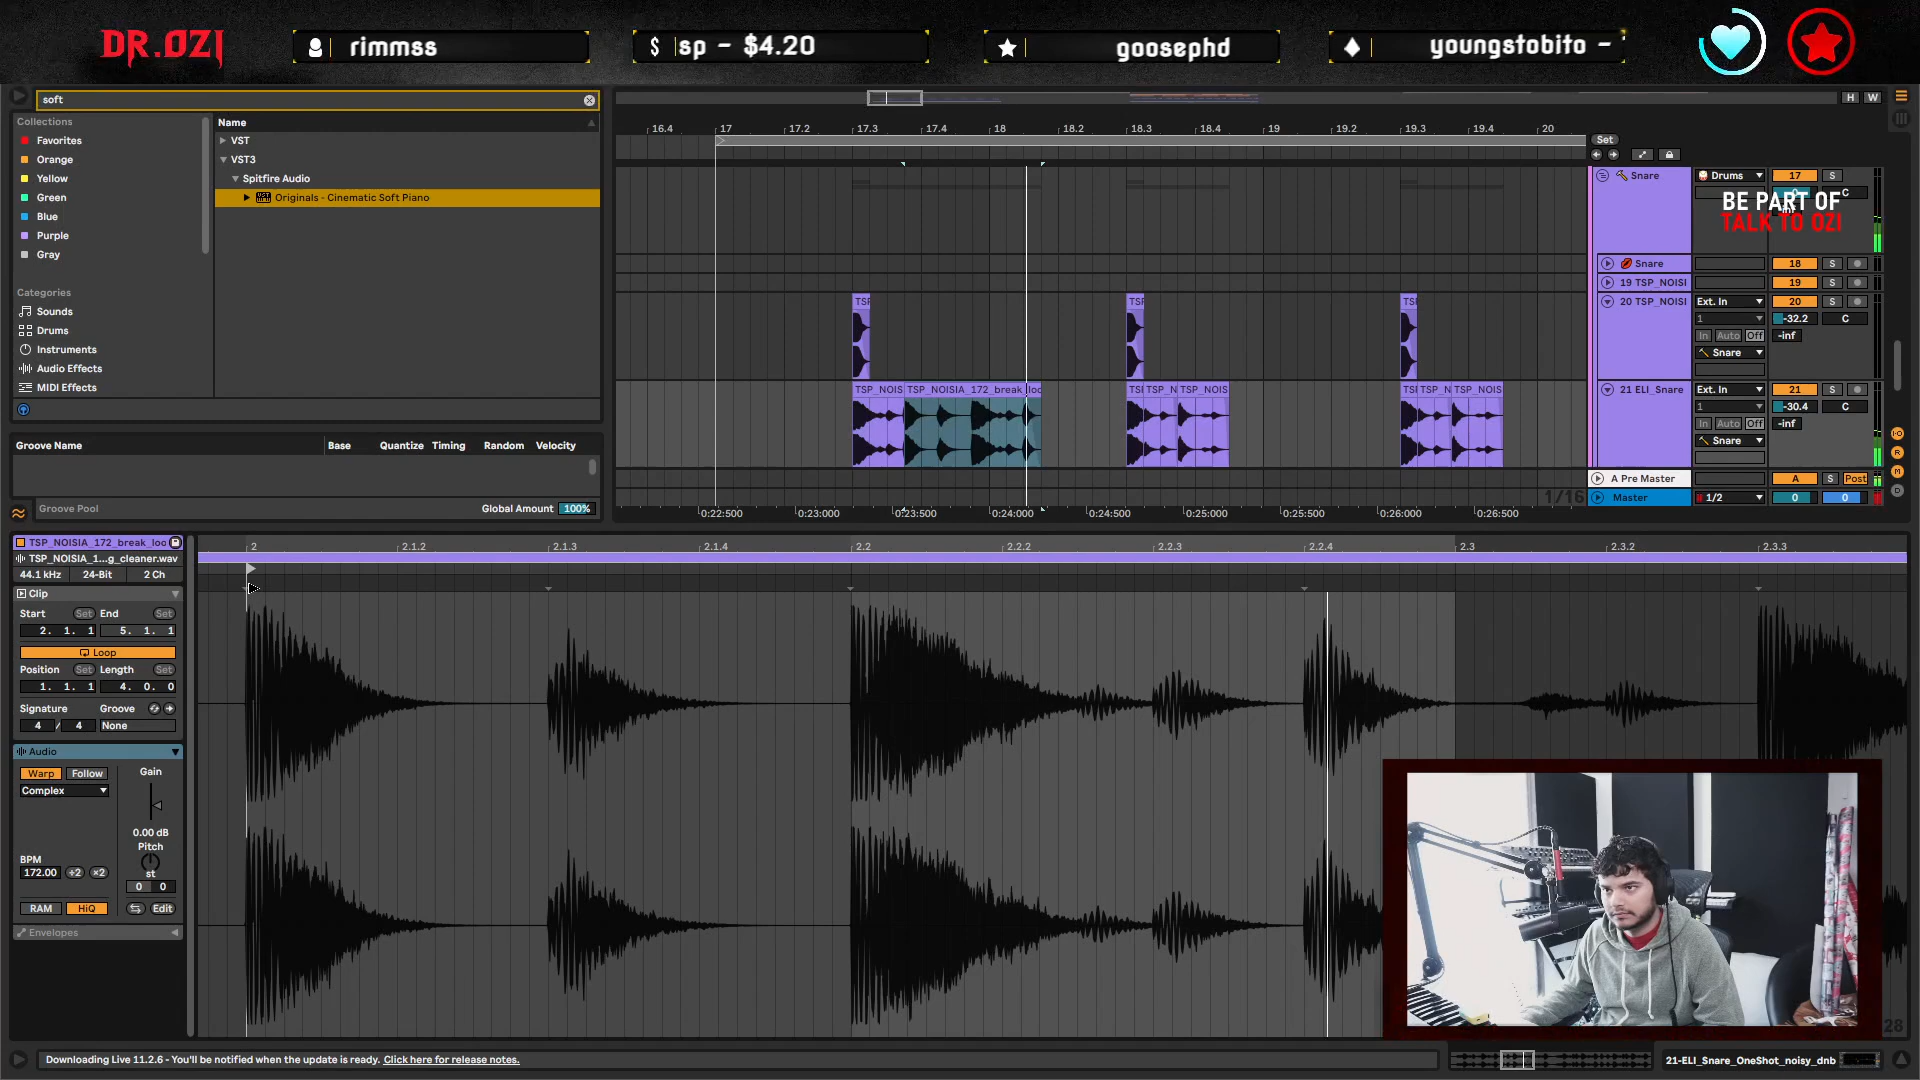 DR.OZI
rimmss
$ sp - $4.20
goosephd
youngstobito -
soft
H W
Collections
Favorites
Orange
Yellow
Green
Blue
Purple
Gray
Categories
Sounds
Drums
Instruments
Audio Effects
MIDI Effects
Name
VST
VST3
Spitfire Audio
Originals - Cinematic Soft Piano
Groove Name Base Quantize Timing Random Velocity
Groove Pool Global Amount 100%
16.4 17 17.2 17.3 17.4 18 18.2 18.3 18.4 19 19.2 19.3 19.4 20
Set
Snare Drums 17 S
C
BE PART OF
TALK TO OZI
Snare 18 S
19 TSP_NOISI 19 S
20 TSP_NOISI Ext. In 20 S
1 -32.2 C
In Auto Off -inf
Snare
TSP_NOIS TSP_NOISIA_172_break_loo
TSP_N TSP_NOIS
TSP_N TSP_NOIS
21 ELI_Snare Ext. In 21 S
1 -30.4 C
In Auto Off -inf
Snare
A Pre Master A S Post
1/16
Master 1/2 0 0
0:22:500 0:23:000 0:23:500 0:24:000 0:24:500 0:25:000 0:25:500 0:26:000 0:26:500
TSP_NOISIA_172_break_loo
TSP_NOISIA_1...g_cleaner.wav
44.1 kHz 24-Bit 2 Ch
Clip
Start Set End Set
2. 1. 1 5. 1. 1
Loop
Position Set Length Set
1. 1. 1 4. 0. 0
Signature Groove
4 / 4 None
Audio
Warp Follow Gain
Complex
0.00 dB
Pitch
BPM
st
172.00 ÷2 ×2 0 0
RAM HiQ Edit
Envelopes
2 2.1.2 2.1.3 2.1.4 2.2 2.2.2 2.2.3 2.2.4 2.3 2.3.2 2.3.3
Downloading Live 11.2.6 - You'll be notified when the update is ready. Click here for release notes.
21-ELI_Snare_OneShot_noisy_dnb